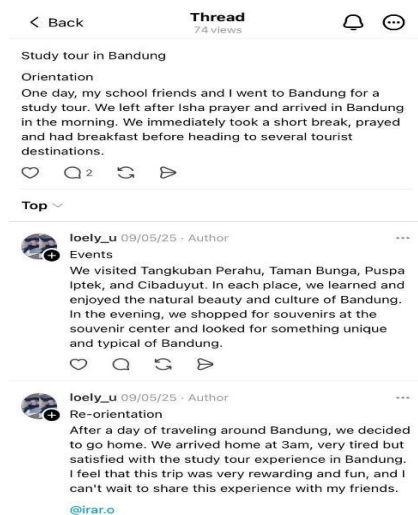 Back
Thread
74 views
Study tour in Bandung
Orientation
One day, my school friends and I went to Bandung for a
study tour. We left after Isha prayer and arrived in Bandung
in the morning. We immediately took a short break, prayed
and had breakfast before heading to several tourist
destinations.
2
Top
loely_u 09/05/25 · Author
Events
We visited Tangkuban Perahu, Taman Bunga, Puspa
Iptek, and Cibaduyut. In each place, we learned and
enjoyed the natural beauty and culture of Bandung.
In the evening, we shopped for souvenirs at the
souvenir center and looked for something unique
and typical of Bandung.
loely_u 09/05/25 · Author
Re-orientation
After a day of traveling around Bandung, we decided
to go home. We arrived home at 3am, very tired but
satisfied with the study tour experience in Bandung.
I feel that this trip was very rewarding and fun, and I
can't wait to share this experience with my friends.
@irar.o